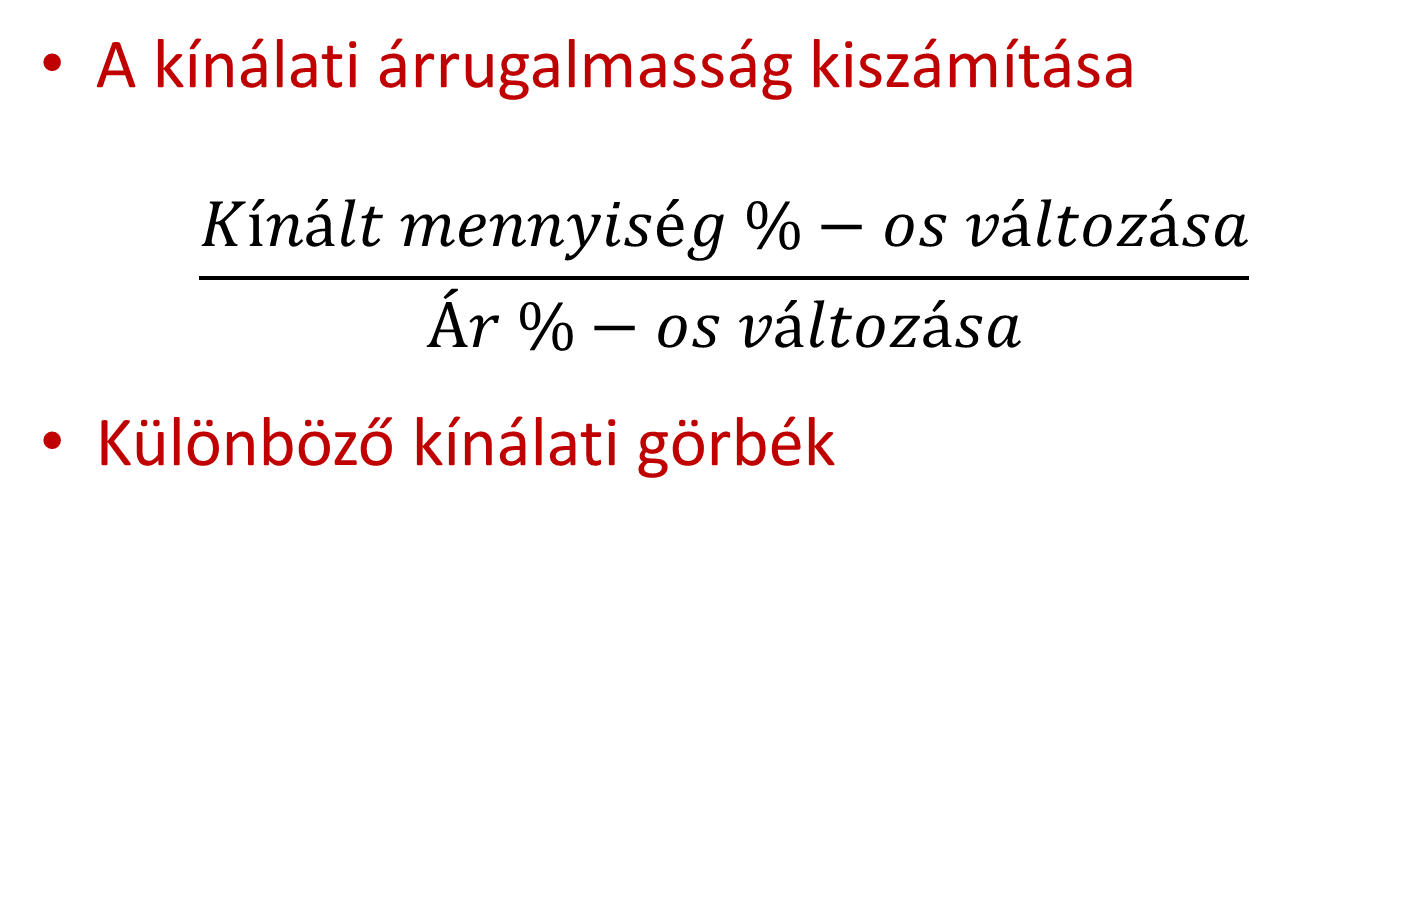 • A kínálati árrugalmasság kiszámítása
Kínált mennyiség % − os változása
Ár % − os változása
• Különböző kínálati görbék